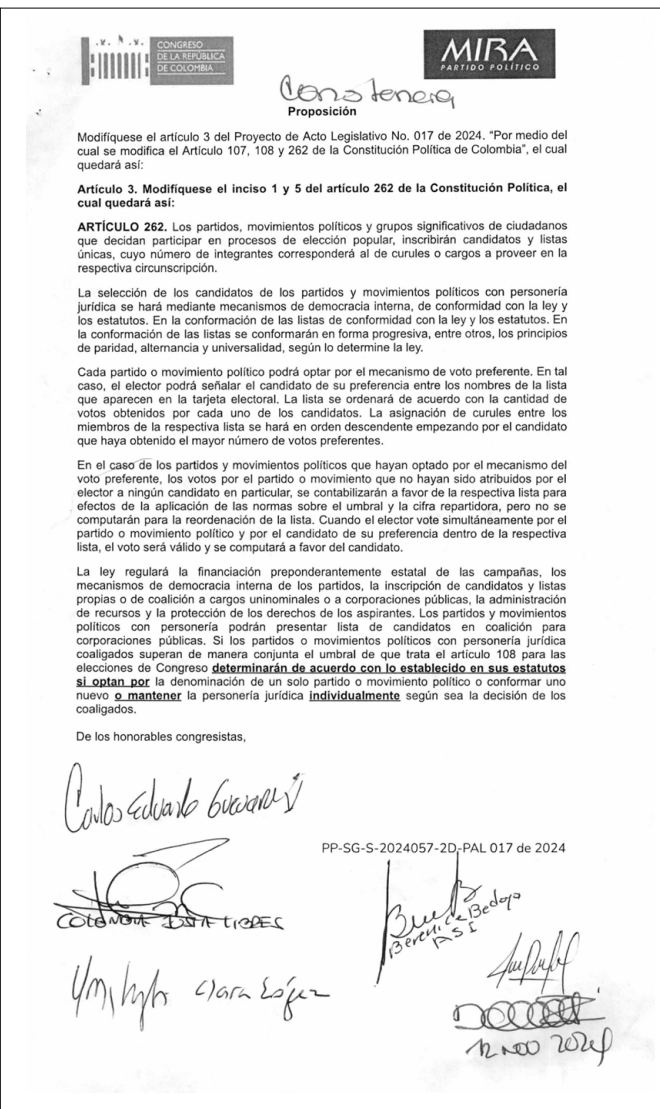 CONGRESO
DE LA REPÚBLICA
DE COLOMBIA
MIRA
PARTIDO POLÍTICO
Constancia
Proposición
Modifíquese el artículo 3 del Proyecto de Acto Legislativo No. 017 de 2024. "Por medio del
cual se modifica el Artículo 107, 108 y 262 de la Constitución Política de Colombia", el cual
quedará así:
Artículo 3. Modifíquese el inciso 1 y 5 del artículo 262 de la Constitución Política, el
cual quedará así:
ARTÍCULO 262. Los partidos, movimientos políticos y grupos significativos de ciudadanos
que decidan participar en procesos de elección popular, inscribirán candidatos y listas
únicas, cuyo número de integrantes corresponderá al de curules o cargos a proveer en la
respectiva circunscripción.
La selección de los candidatos de los partidos y movimientos políticos con personería
jurídica se hará mediante mecanismos de democracia interna, de conformidad con la ley y
los estatutos. En la conformación de las listas de conformidad con la ley y los estatutos. En
la conformación de las listas se conformarán en forma progresiva, entre otros, los principios
de paridad, alternancia y universalidad, según lo determine la ley.
Cada partido o movimiento político podrá optar por el mecanismo de voto preferente. En tal
caso, el elector podrá señalar el candidato de su preferencia entre los nombres de la lista
que aparecen en la tarjeta electoral. La lista se ordenará de acuerdo con la cantidad de
votos obtenidos por cada uno de los candidatos. La asignación de curules entre los
miembros de la respectiva lista se hará en orden descendente empezando por el candidato
que haya obtenido el mayor número de votos preferentes.
En el caso de los partidos y movimientos políticos que hayan optado por el mecanismo del
voto preferente, los votos por el partido o movimiento que no hayan sido atribuidos por el
elector a ningún candidato en particular, se contabilizarán a favor de la respectiva lista para
efectos de la aplicación de las normas sobre el umbral y la cifra repartidora, pero no se
computarán para la reordenación de la lista. Cuando el elector vote simultáneamente por el
partido o movimiento político y por el candidato de su preferencia dentro de la respectiva
lista, el voto será válido y se computará a favor del candidato.
La ley regulará la financiación preponderantemente estatal de las campañas, los
mecanismos de democracia interna de los partidos, la inscripción de candidatos y listas
propias o de coalición a cargos uninominales o a corporaciones públicas, la administración
de recursos y la protección de los derechos de los aspirantes. Los partidos y movimientos
políticos con personería podrán presentar lista de candidatos en coalición para
corporaciones públicas. Si los partidos o movimientos políticos con personería jurídica
coaligados superan de manera conjunta el umbral de que trata el artículo 108 para las
elecciones de Congreso determinarán de acuerdo con lo establecido en sus estatutos
si optan por la denominación de un solo partido o movimiento político o conformar uno
nuevo o mantener la personería jurídica individualmente según sea la decisión de los
coaligados.
De los honorables congresistas,
Carlos Eduardo Guevara V
PP-SG-S-2024057-2D-PAL 017 de 2024
COLOMBIA JUSTA LIBRES
Berenice Bedoya
ASI
Clara López
12 NOV 2024